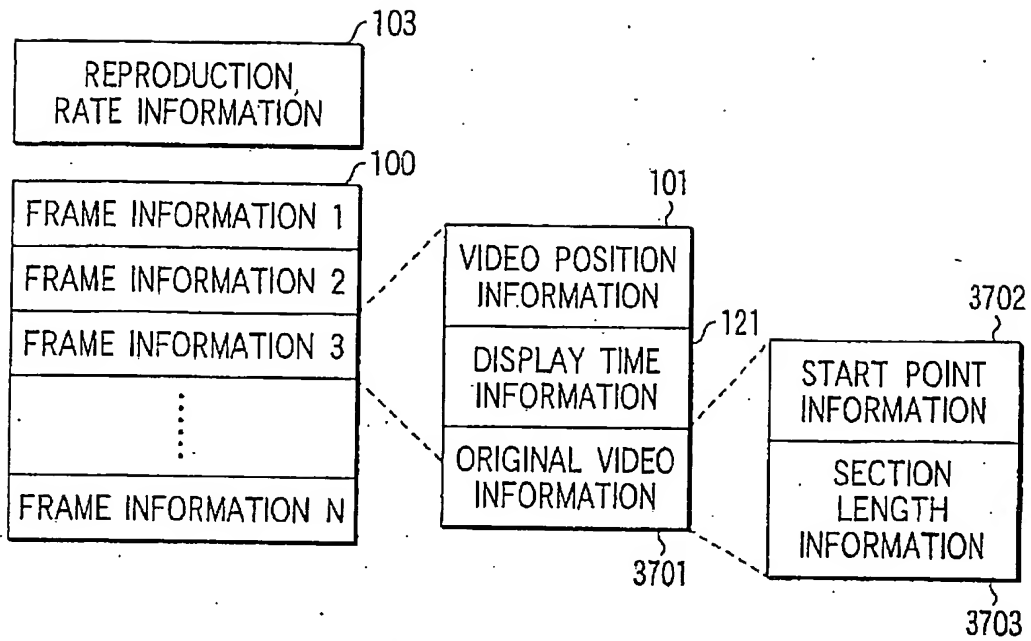 103
REPRODUCTION,
RATE INFORMATION
100
FRAME INFORMATION 1
FRAME INFORMATION 2
FRAME INFORMATION 3
FRAME INFORMATION N
101
VIDEO POSITION
INFORMATION
121
DISPLAY TIME
INFORMATION
ORIGINAL VIDEO
INFORMATION
3701
3702
START POINT
INFORMATION
SECTION
LENGTH
INFORMATION
3703